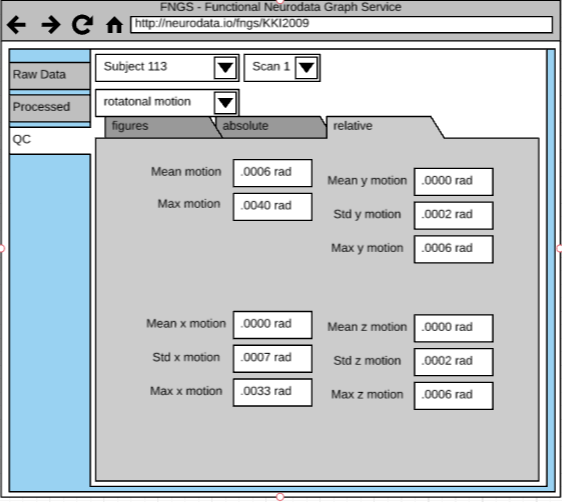 FNGS - Functional Neurodata Graph Service
http://neurodata.io/fngs/KKI2009
Raw Data
Processed
QC
Subject 113
Scan 1
rotatonal motion
figures
absolute
relative
Mean motion .0006 rad
Max motion .0040 rad
Mean y motion .0000 rad
Std y motion .0002 rad
Max y motion .0006 rad
Mean x motion .0000 rad
Std x motion .0007 rad
Max x motion .0033 rad
Mean z motion .0000 rad
Std z motion .0002 rad
Max z motion .0006 rad